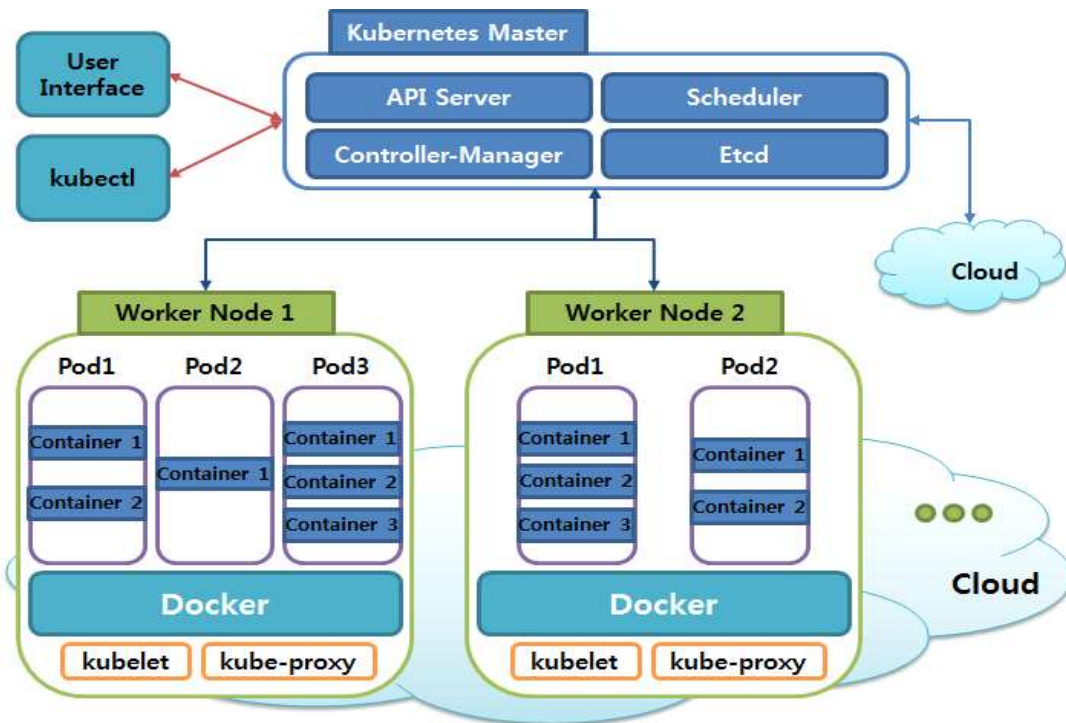 Kubernetes Master
User
Interface
API Server
Scheduler
kubectl
Controller-Manager
Etcd
Cloud
Worker Node 1
Worker Node 2
Pod1
Pod2
Pod3
Pod1
Pod2
Container 1
Container 2
Container 1
Container 1
Container 2
Container 3
Container 1
Container 2
Container 3
Container 1
Container 2
Cloud
Docker
Docker
kubelet
kube-proxy
kubelet
kube-proxy